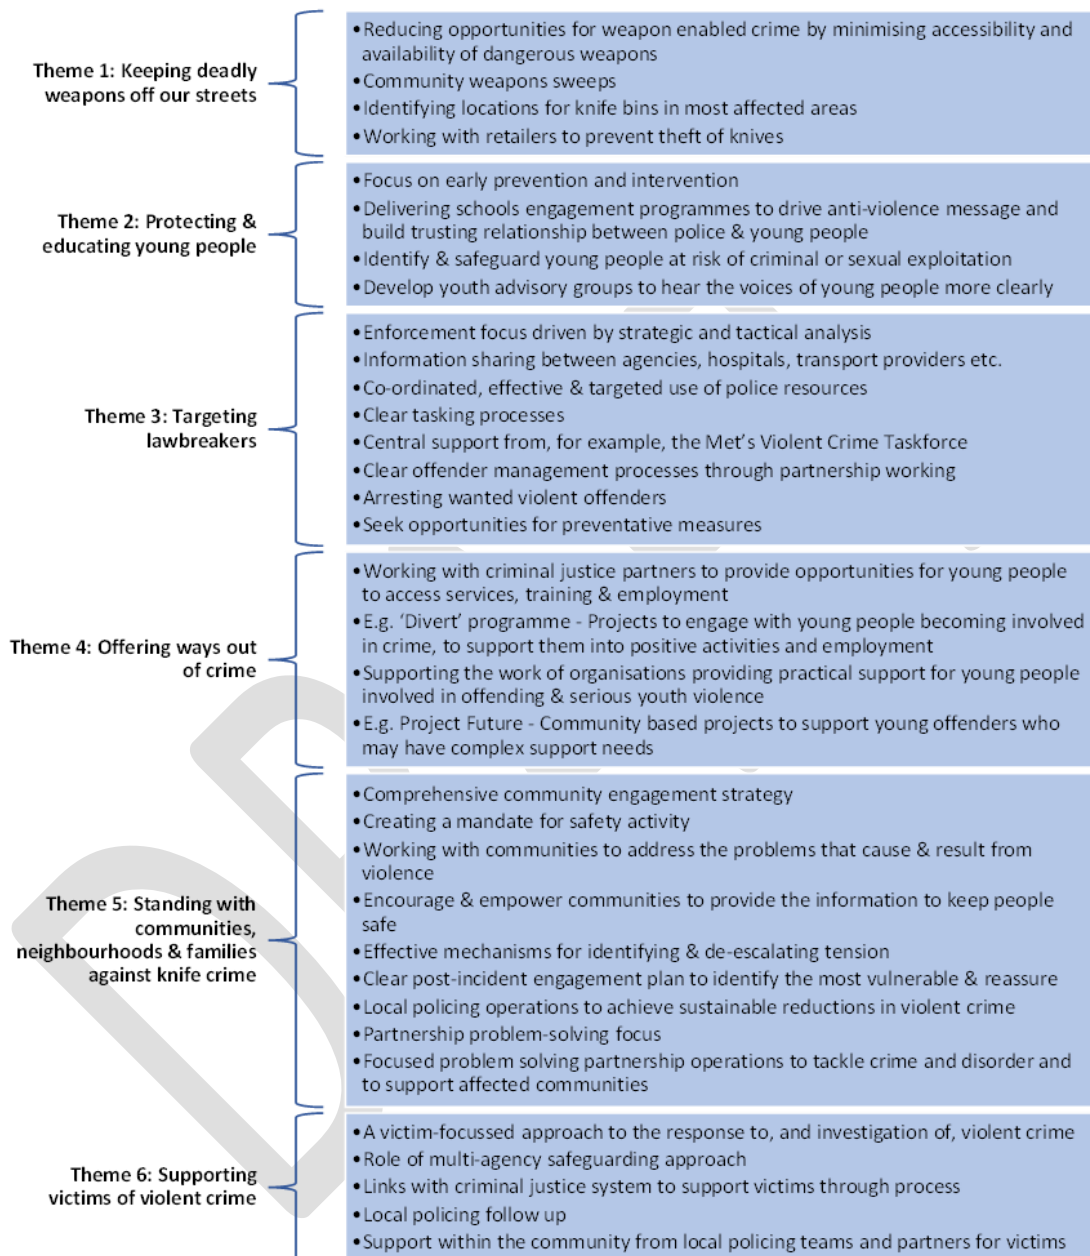 Theme 1: Keeping deadly
weapons off our streets
•Reducing opportunities for weapon enabled crime by minimising accessibility and
availability of dangerous weapons
•Community weapons sweeps
•Identifying locations for knife bins in most affected areas
•Working with retailers to prevent theft of knives
Theme 2: Protecting &
educating young people
•Focus on early prevention and intervention
•Delivering schools engagement programmes to drive anti-violence message and
build trusting relationship between police & young people
•Identify & safeguard young people at risk of criminal or sexual exploitation
•Develop youth advisory groups to hear the voices of young people more clearly
Theme 3: Targeting
lawbreakers
•Enforcement focus driven by strategic and tactical analysis
•Information sharing between agencies, hospitals, transport providers etc.
•Co-ordinated, effective & targeted use of police resources
•Clear tasking processes
•Central support from, for example, the Met's Violent Crime Taskforce
•Clear offender management processes through partnership working
•Arresting wanted violent offenders
•Seek opportunities for preventative measures
Theme 4: Offering ways out
of crime
•Working with criminal justice partners to provide opportunities for young people
to access services, training & employment
•E.g. 'Divert' programme - Projects to engage with young people becoming involved
in crime, to support them into positive activities and employment
•Supporting the work of organisations providing practical support for young people
involved in offending & serious youth violence
•E.g. Project Future - Community based projects to support young offenders who
may have complex support needs
Theme 5: Standing with
communities,
neighbourhoods & families
against knife crime
•Comprehensive community engagement strategy
•Creating a mandate for safety activity
•Working with communities to address the problems that cause & result from
violence
•Encourage & empower communities to provide the information to keep people
safe
•Effective mechanisms for identifying & de-escalating tension
•Clear post-incident engagement plan to identify the most vulnerable & reassure
•Local policing operations to achieve sustainable reductions in violent crime
•Partnership problem-solving focus
•Focused problem solving partnership operations to tackle crime and disorder and
to support affected communities
Theme 6: Supporting
victims of violent crime
•A victim-focussed approach to the response to, and investigation of, violent crime
•Role of multi-agency safeguarding approach
•Links with criminal justice system to support victims through process
•Local policing follow up
•Support within the community from local policing teams and partners for victims